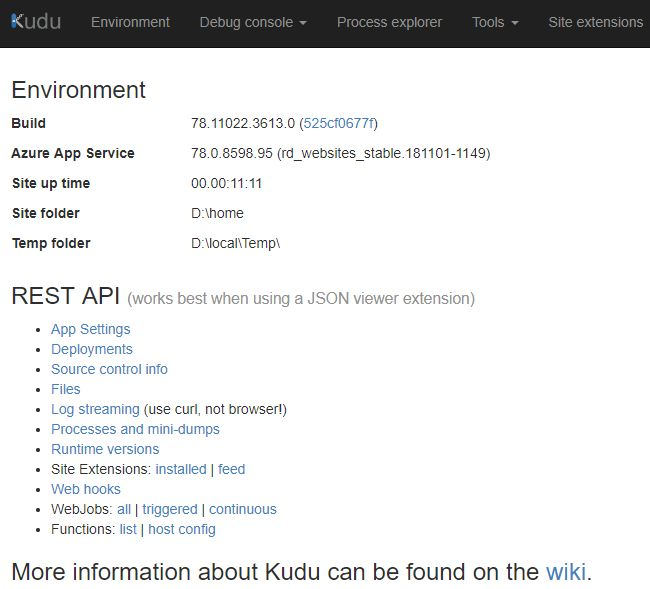 Kudu Environment Debug console Process explorer Tools Site extensions
Environment
Build 78.11022.3613.0 (525cf0677f)
Azure App Service 78.0.8598.95 (rd_websites_stable.181101-1149)
Site up time 00.00:11:11
Site folder D:\home
Temp folder D:\local\Temp\
REST API (works best when using a JSON viewer extension)
• App Settings
• Deployments
• Source control info
• Files
• Log streaming (use curl, not browser!)
• Processes and mini-dumps
• Runtime versions
• Site Extensions: installed | feed
• Web hooks
• WebJobs: all | triggered | continuous
• Functions: list | host config
More information about Kudu can be found on the wiki.